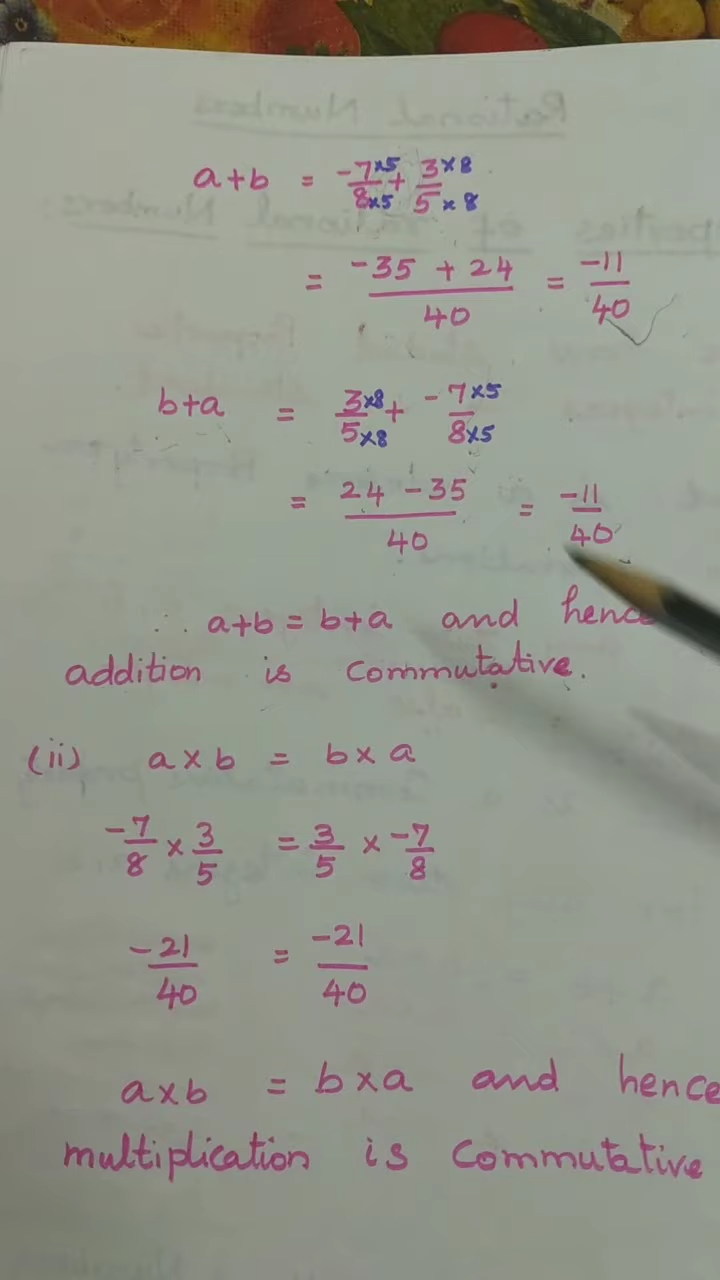 a+b = -7×5/8×5 + 3×8/5×8
= -35 + 24/40 = -11/40
b+a = 3×8/5×8 + -7×5/8×5
= 24 - 35/40 = -11/40
∴ a+b = b+a and hence
addition is commutative.
(ii) a × b = b × a
-7/8 × 3/5 = 3/5 × -7/8
-21/40 = -21/40
a×b = b×a and hence
multiplication is commutative